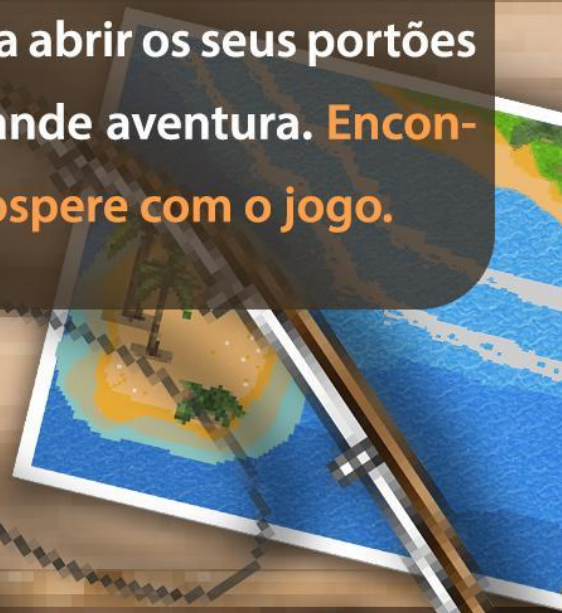 a abrir os seus portões
ande aventura. Encon-
ospere com o jogo.